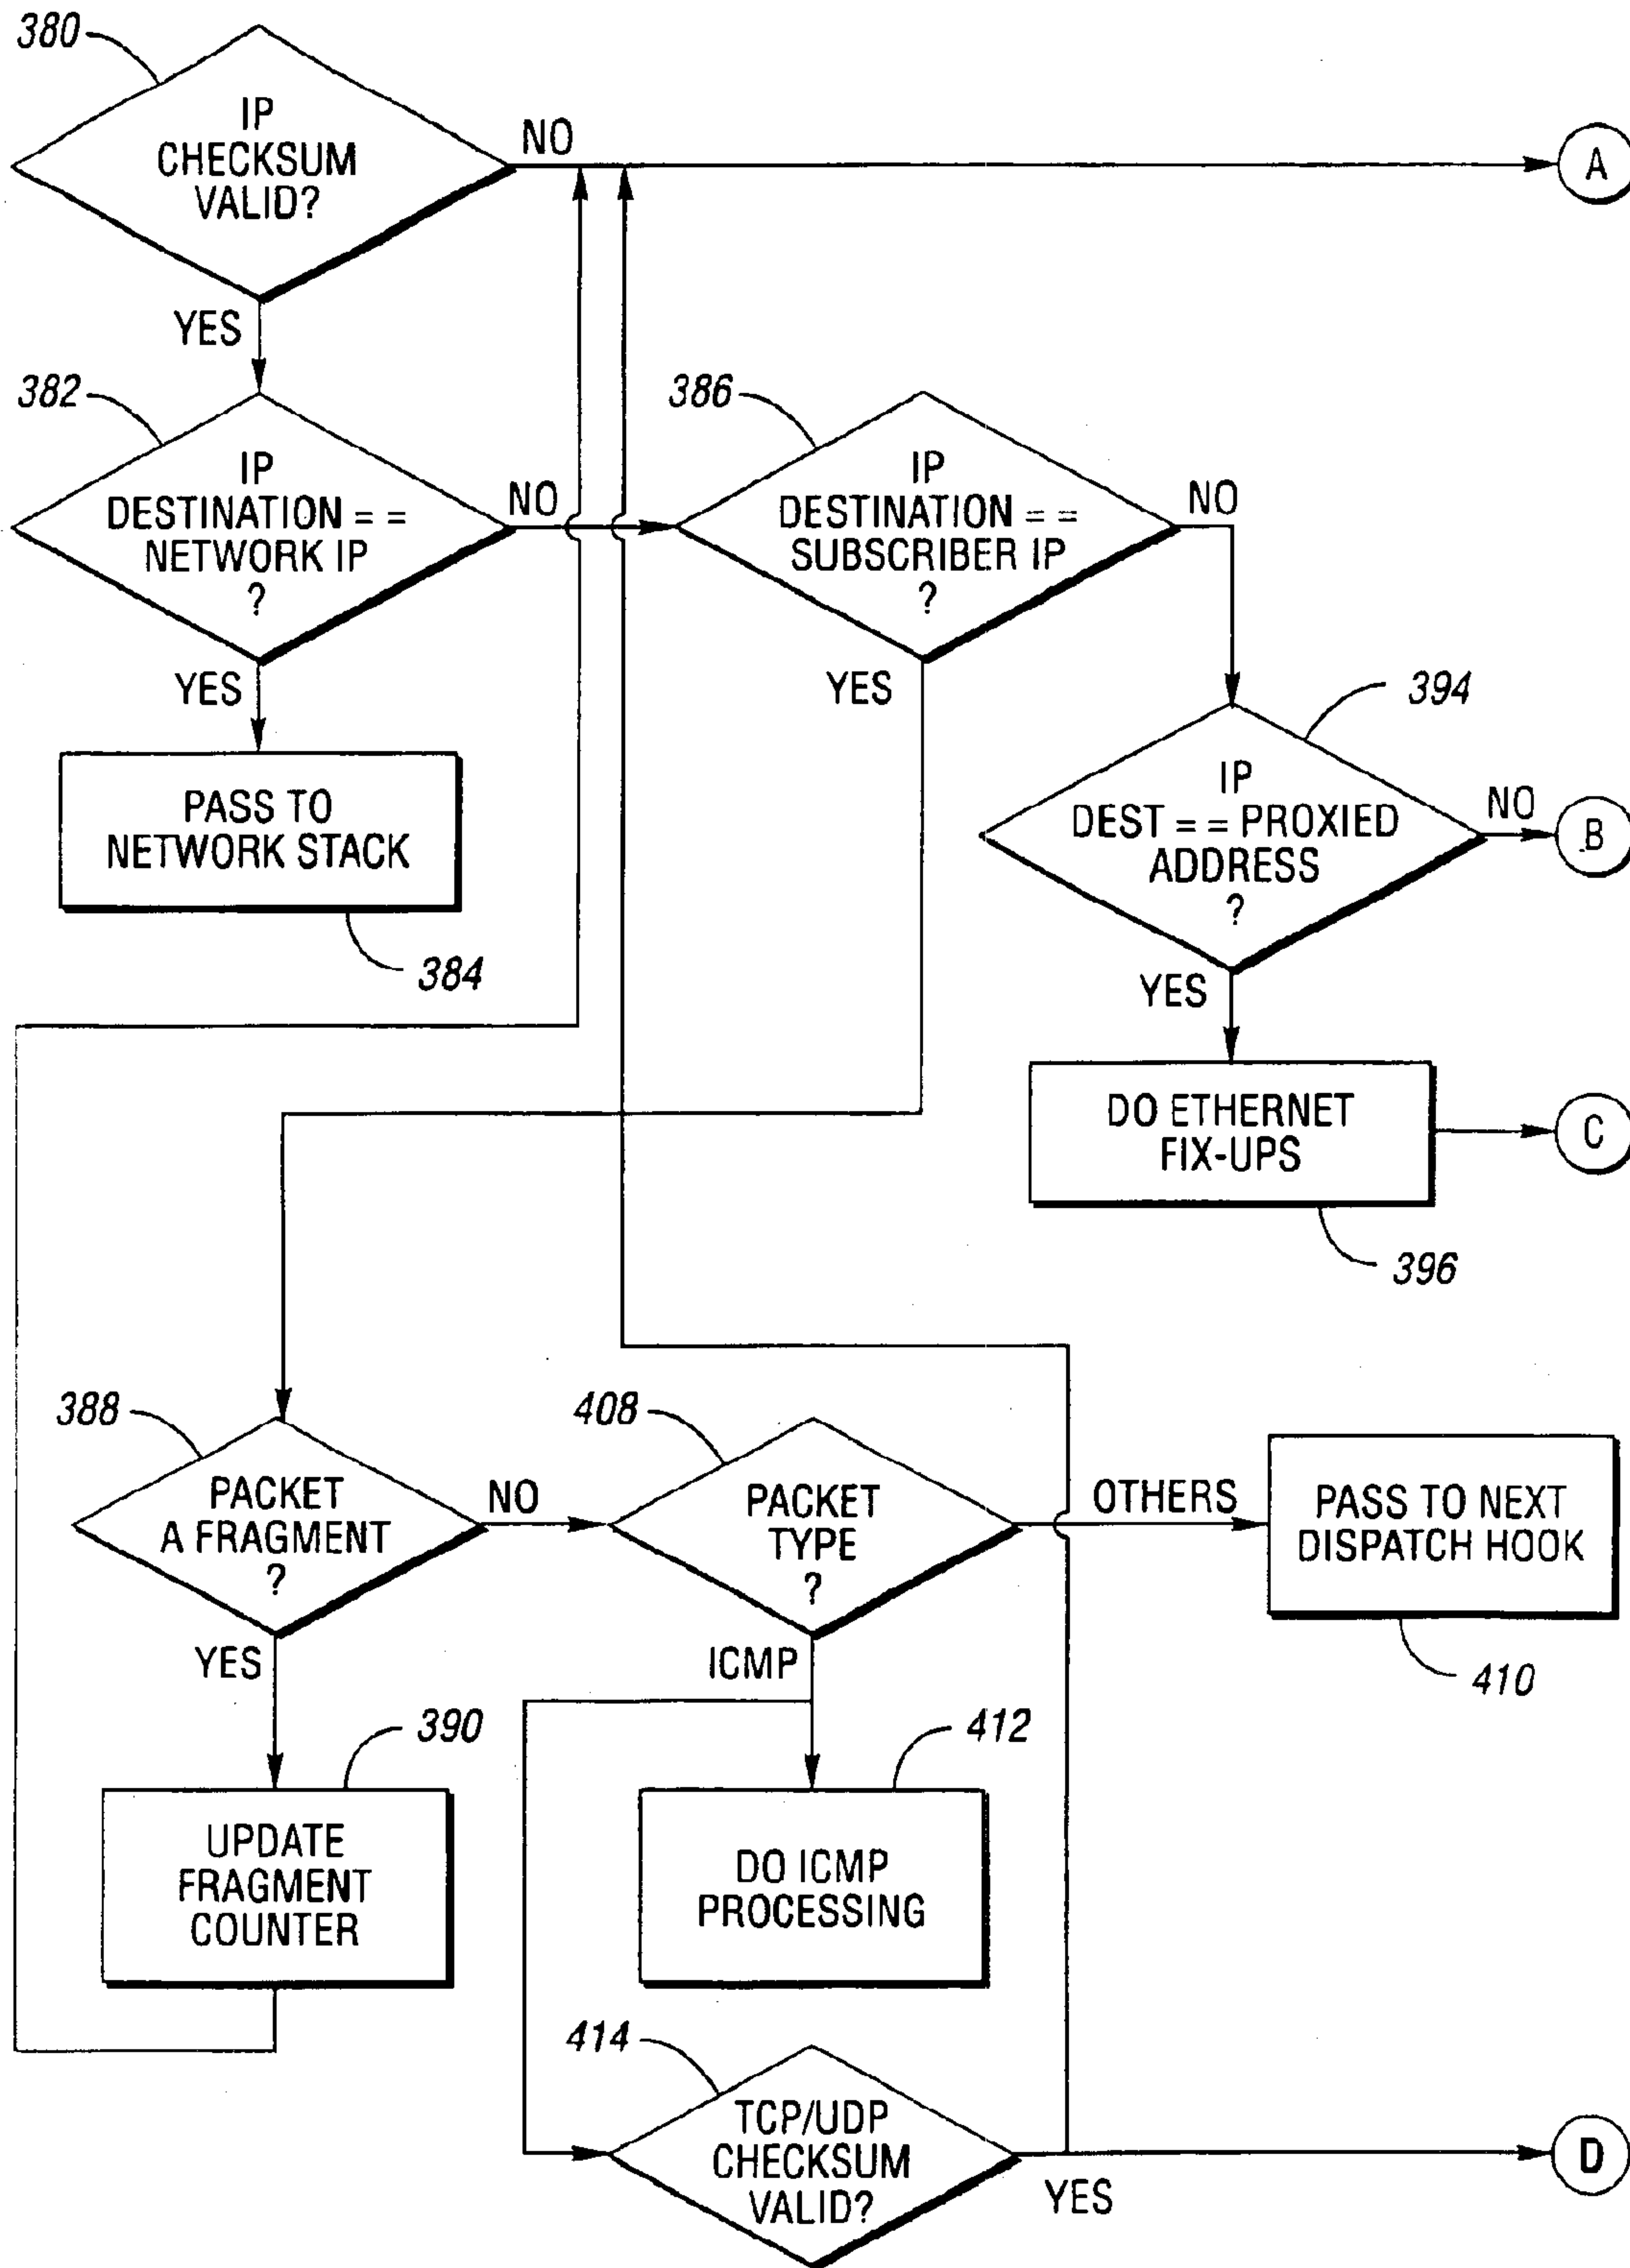 380
IP
CHECKSUM
VALID?
NO
A
YES
382
IP
DESTINATION = =
NETWORK IP
?
NO
386
IP
DESTINATION = =
SUBSCRIBER IP
?
NO
YES
YES
394
PASS TO
NETWORK STACK
384
IP
DEST = = PROXIED
ADDRESS
?
NO
B
YES
DO ETHERNET
FIX-UPS
C
396
388
PACKET
A FRAGMENT
?
NO
408
PACKET
TYPE
?
OTHERS
PASS TO NEXT
DISPATCH HOOK
410
YES
ICMP
390
412
UPDATE
FRAGMENT
COUNTER
DO ICMP
PROCESSING
414
TCP/UDP
CHECKSUM
VALID?
YES
D